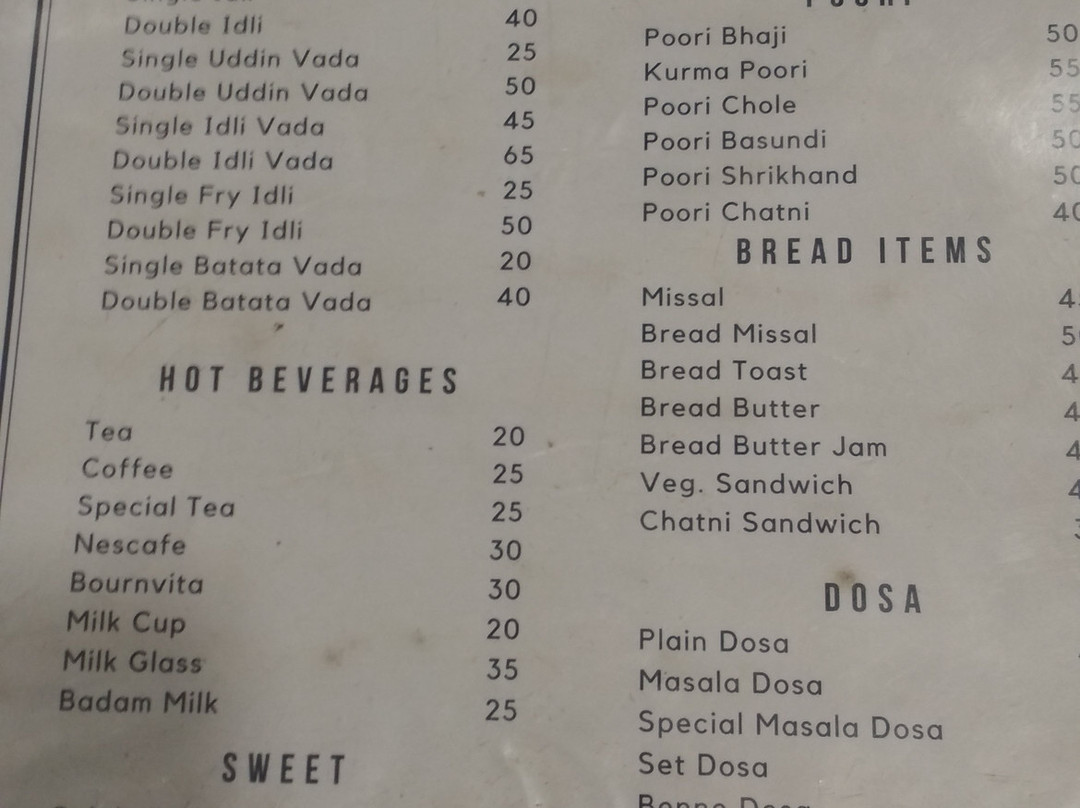 Double Idli 40
Single Uddin Vada 25
Double Uddin Vada 50
Single Idli Vada 45
Double Idli Vada 65
Single Fry Idli 25
Double Fry Idli 50
Single Batata Vada 20
Double Batata Vada 40
HOT BEVERAGES
Tea 20
Coffee 25
Special Tea 25
Nescafe 30
Bournvita 30
Milk Cup 20
Milk Glass 35
Badam Milk 25
SWEET
Poori Bhaji 50
Kurma Poori 55
Poori Chole 55
Poori Basundi 50
Poori Shrikhand 50
Poori Chatni 40
BREAD ITEMS
Missal
Bread Missal
Bread Toast
Bread Butter
Bread Butter Jam
Veg. Sandwich
Chatni Sandwich
DOSA
Plain Dosa
Masala Dosa
Special Masala Dosa
Set Dosa